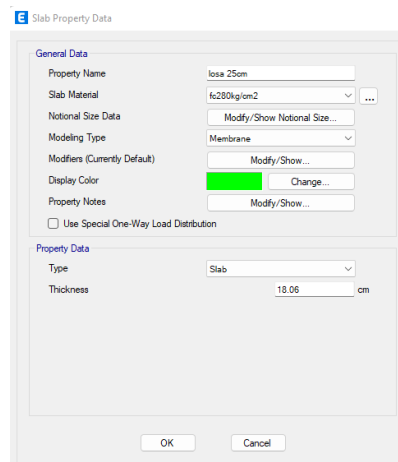 E Slab Property Data
General Data
Property Name losa 25cm
Slab Material fc280kg/cm2 ...
Notional Size Data Modify/Show Notional Size...
Modeling Type Membrane
Modifiers (Currently Default) Modify/Show...
Display Color Change...
Property Notes Modify/Show...
Use Special One-Way Load Distribution
Property Data
Type Slab
Thickness 18.06 cm
OK Cancel